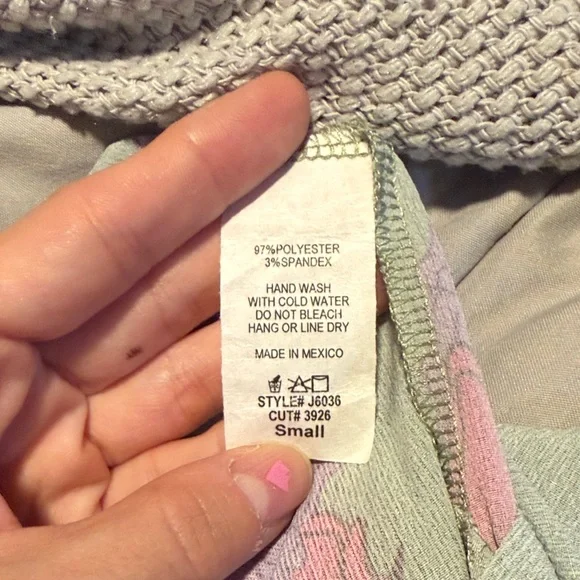 97%POLYESTER
3%SPANDEX
HAND WASH
WITH COLD WATER
DO NOT BLEACH
HANG OR LINE DRY
MADE IN MEXICO
STYLE# J6036
CUT# 3926
Small